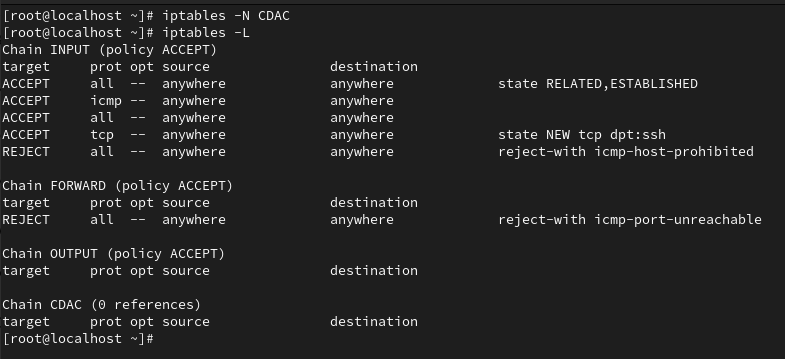 [root@localhost ~]# iptables -N CDAC
[root@localhost ~]# iptables -L
Chain INPUT (policy ACCEPT)
target     prot opt source               destination
ACCEPT     all  --  anywhere             anywhere             state RELATED,ESTABLISHED
ACCEPT     icmp --  anywhere             anywhere
ACCEPT     all  --  anywhere             anywhere
ACCEPT     tcp  --  anywhere             anywhere             state NEW tcp dpt:ssh
REJECT     all  --  anywhere             anywhere             reject-with icmp-host-prohibited

Chain FORWARD (policy ACCEPT)
target     prot opt source               destination
REJECT     all  --  anywhere             anywhere             reject-with icmp-port-unreachable

Chain OUTPUT (policy ACCEPT)
target     prot opt source               destination

Chain CDAC (0 references)
target     prot opt source               destination
[root@localhost ~]#